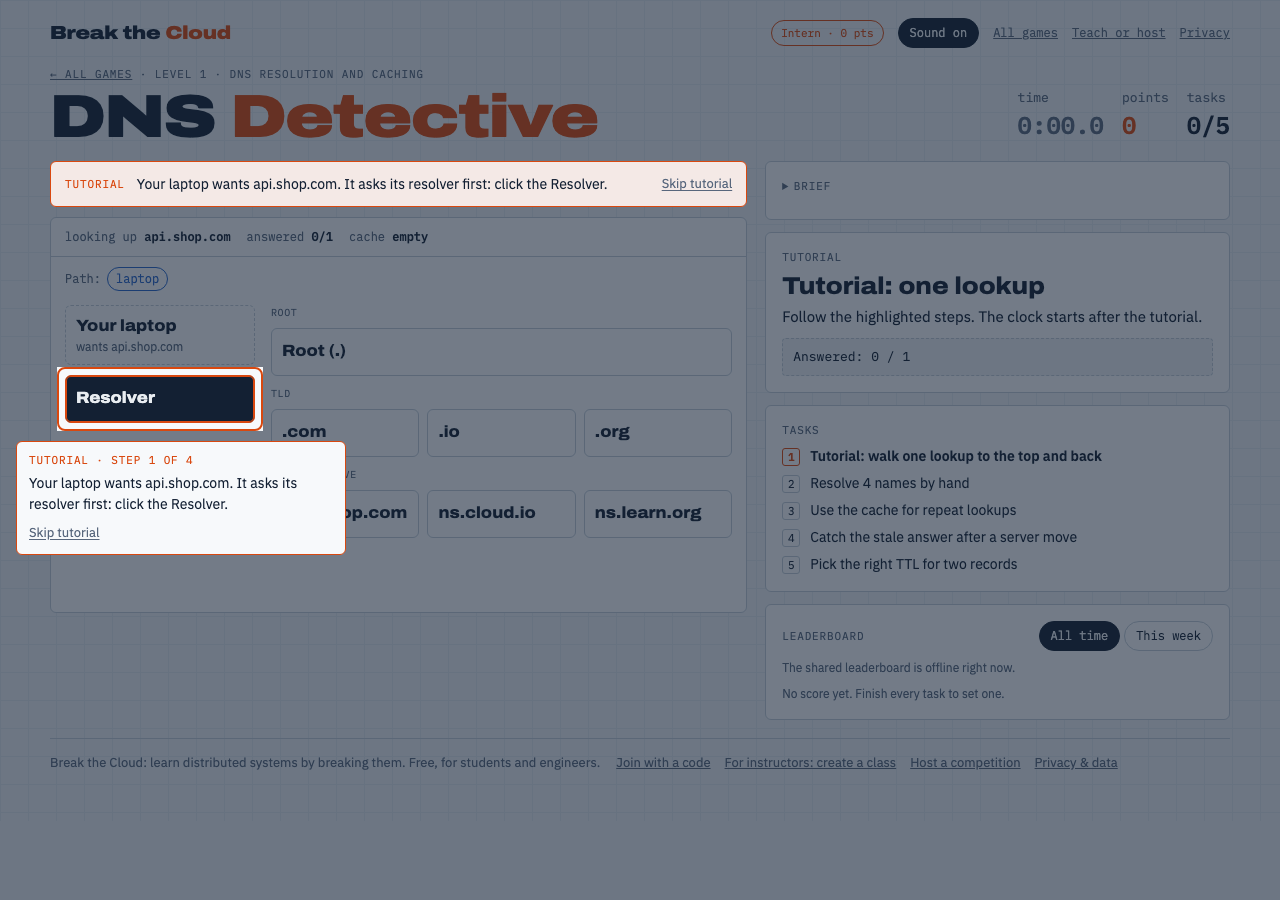 Break the Cloud
Intern · 0 pts
Sound on
All games
Teach or host
Privacy
← ALL GAMES · LEVEL 1 · DNS RESOLUTION AND CACHING
DNS Detective
time
0:00.0
points
0
tasks
0/5
TUTORIAL
Your laptop wants api.shop.com. It asks its resolver first: click the Resolver.
Skip tutorial
looking up api.shop.com answered 0/1 cache empty
Path: laptop
Your laptop
wants api.shop.com
Resolver
ROOT
Root (.)
TLD
.com
.io
.org
ns.cloud.io
ns.learn.org
TUTORIAL · STEP 1 OF 4
Your laptop wants api.shop.com. It asks its
resolver first: click the Resolver.
Skip tutorial
▶ BRIEF
TUTORIAL
Tutorial: one lookup
Follow the highlighted steps. The clock starts after the tutorial.
Answered: 0 / 1
TASKS
1 Tutorial: walk one lookup to the top and back
2 Resolve 4 names by hand
3 Use the cache for repeat lookups
4 Catch the stale answer after a server move
5 Pick the right TTL for two records
LEADERBOARD
All time
This week
The shared leaderboard is offline right now.
No score yet. Finish every task to set one.
Break the Cloud: learn distributed systems by breaking them. Free, for students and engineers.
Join with a code
For instructors: create a class
Host a competition
Privacy & data